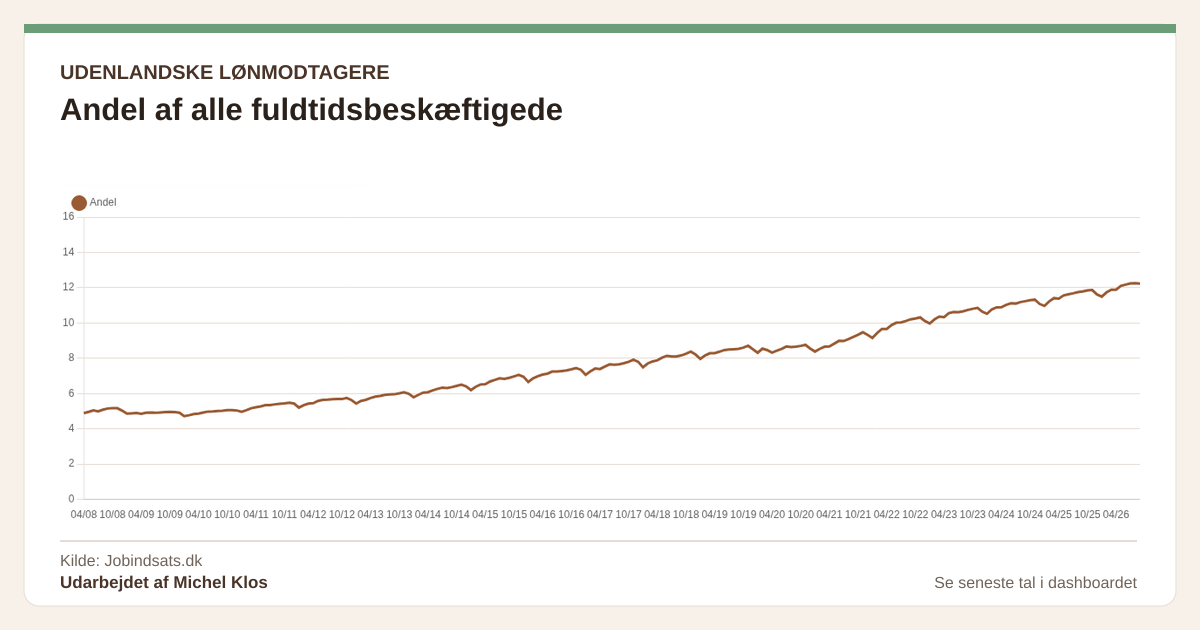 UDENLANDSKE LØNMODTAGERE
Andel af alle fuldtidsbeskæftigede
Andel
16
14
12
10
8
6
4
2
0
04/08 10/08 04/09 10/09 04/10 10/10 04/11 10/11 04/12 10/12 04/13 10/13 04/14 10/14 04/15 10/15 04/16 10/16 04/17 10/17 04/18 10/18 04/19 10/19 04/20 10/20 04/21 10/21 04/22 10/22 04/23 10/23 04/24 10/24 04/25 10/25 04/26
Kilde: Jobindsats.dk
Udarbejdet af Michel Klos
Se seneste tal i dashboardet